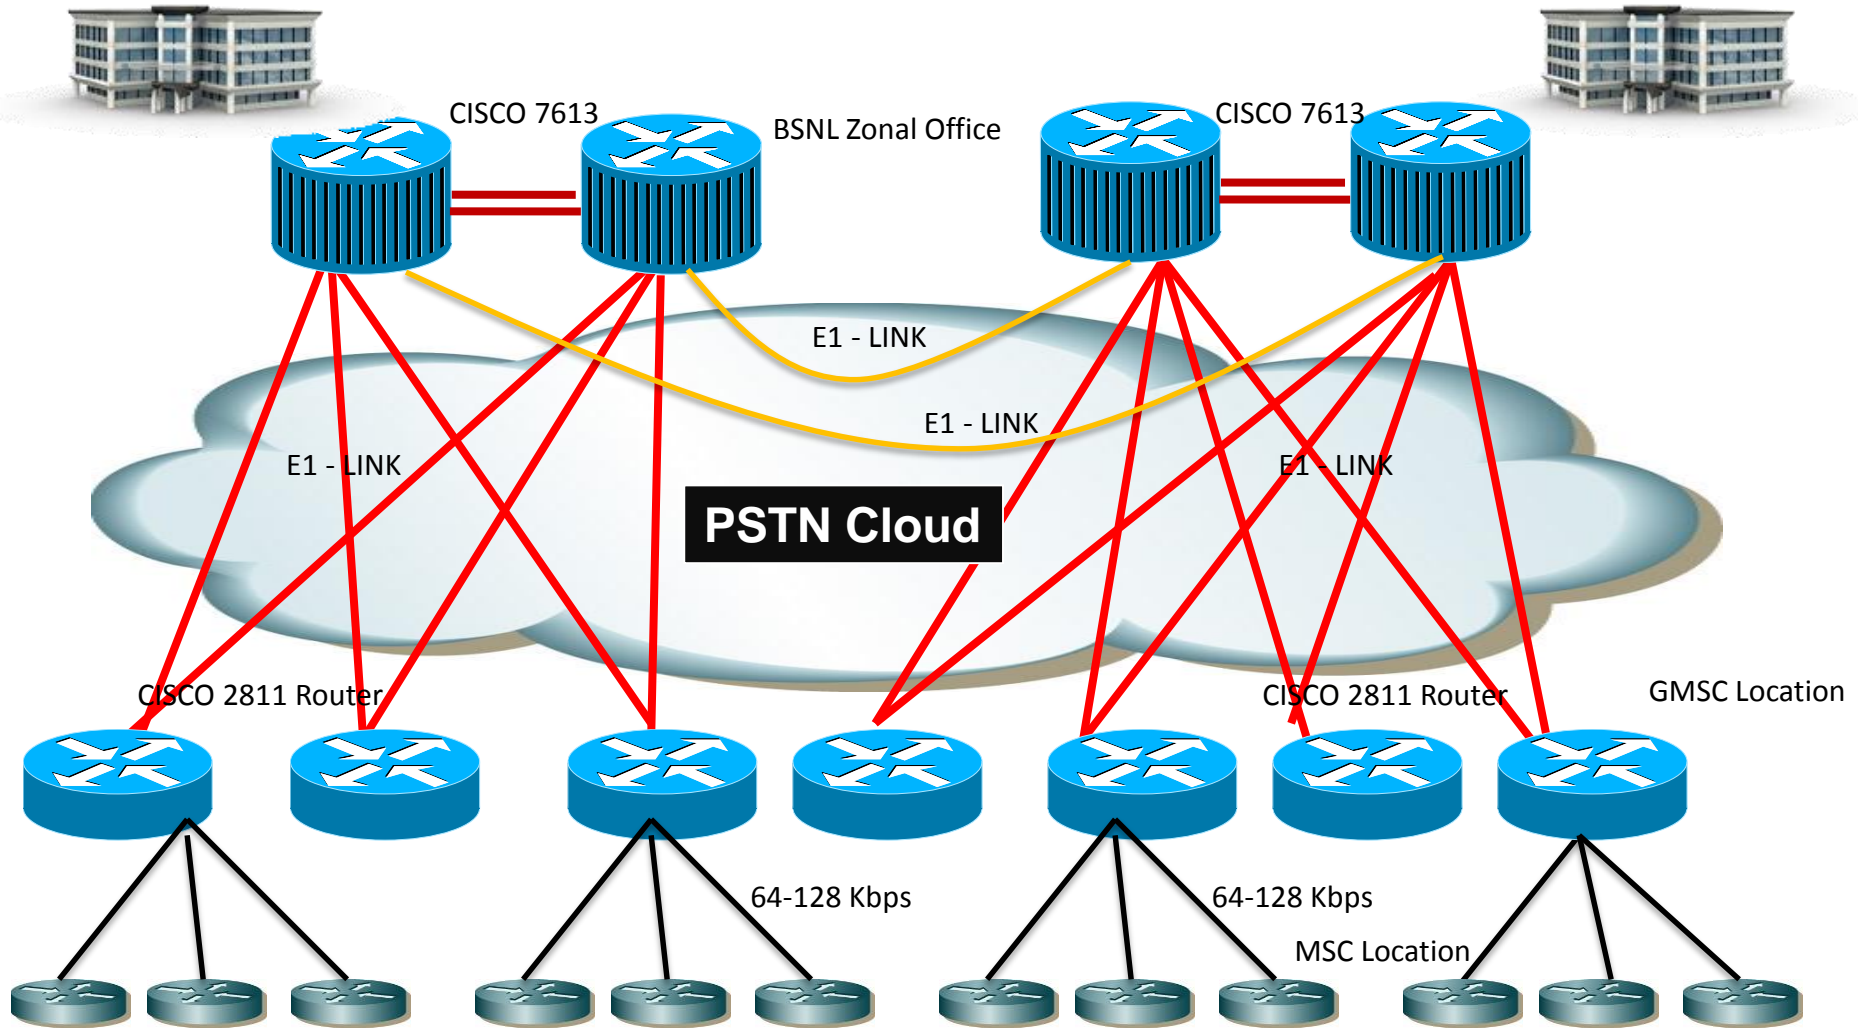 CISCO 7613
BSNL Zonal Office
CISCO 7613
E1 - LINK
E1 - LINK
E1 - LINK
E1 - LINK
PSTN Cloud
CISCO 2811 Router
CISCO 2811 Router
GMSC Location
64-128 Kbps
64-128 Kbps
MSC Location